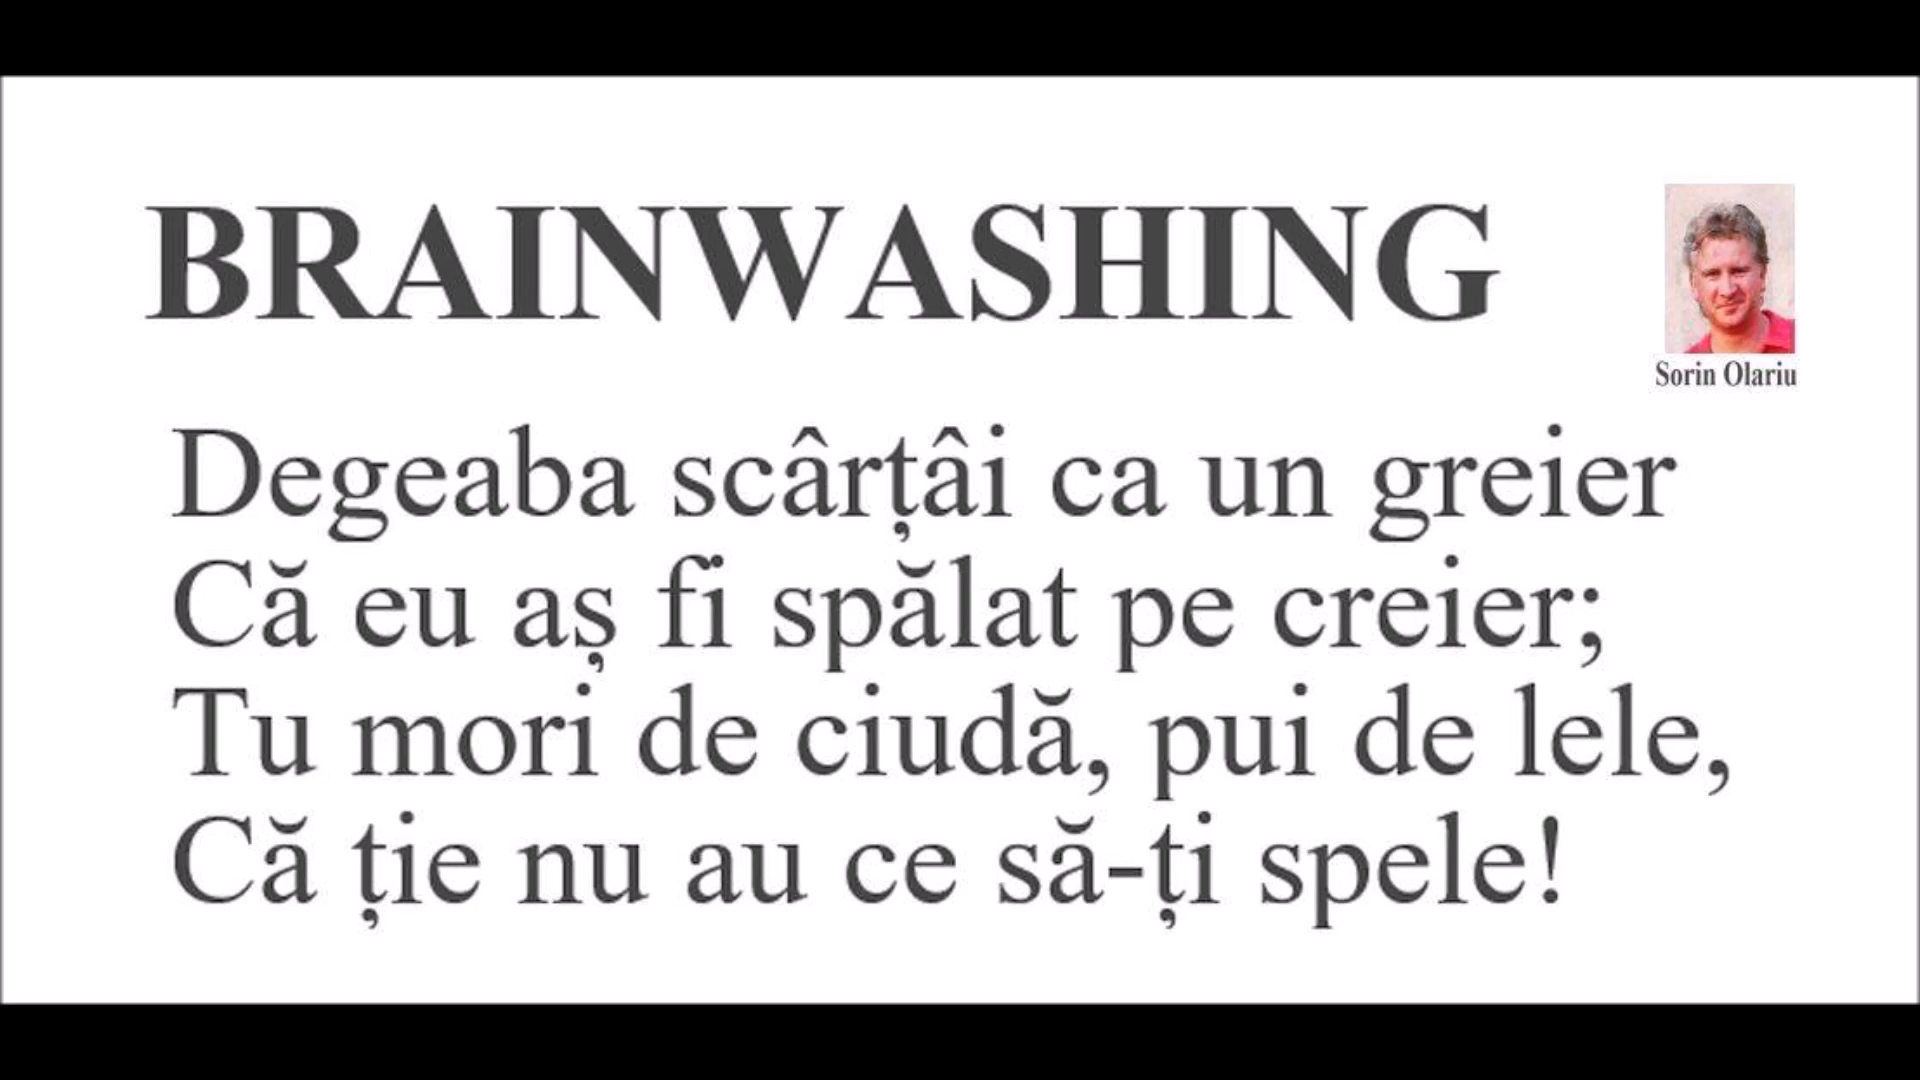 BRAINWASHING
Sorin Olariu
Degeaba scârțâi ca un greier
Că eu aș fi spălat pe creier;
Tu mori de ciudă, pui de lele,
Că ție nu au ce să-ți spele!